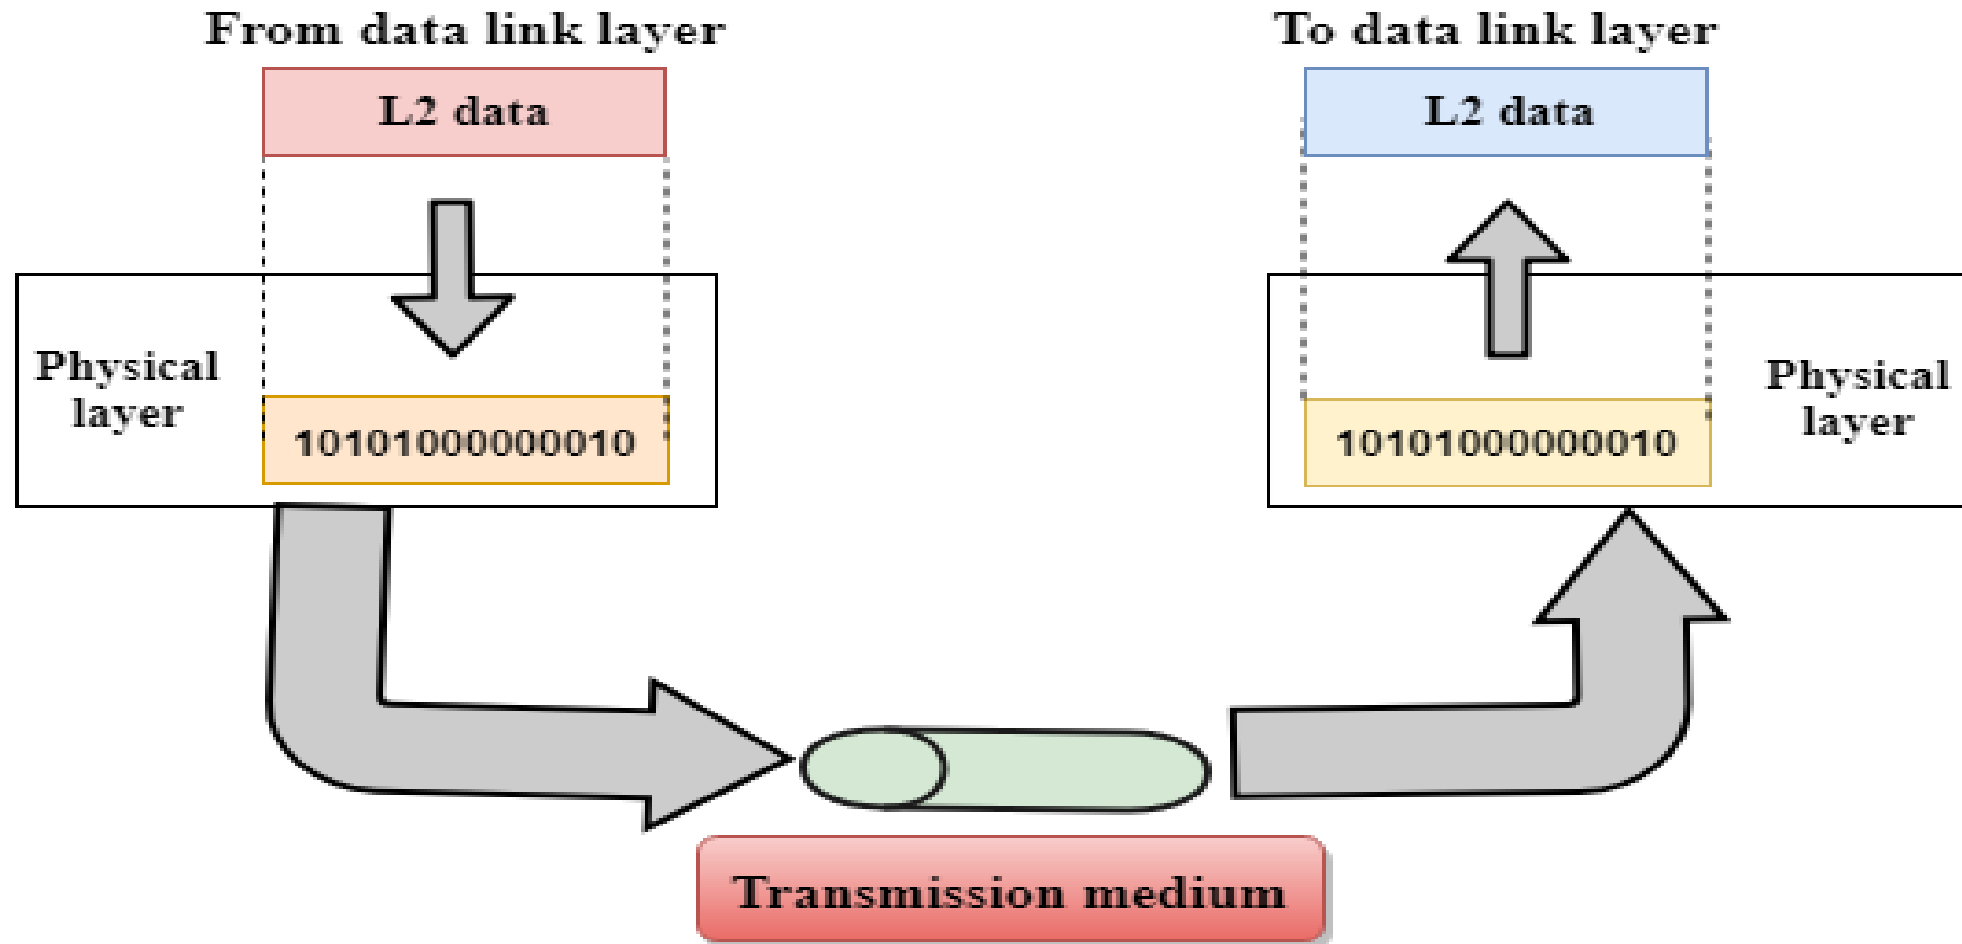 From data link layer
L2 data
Physical
layer
10101000000010
To data link layer
L2 data
10101000000010
Physical
layer
Transmission medium